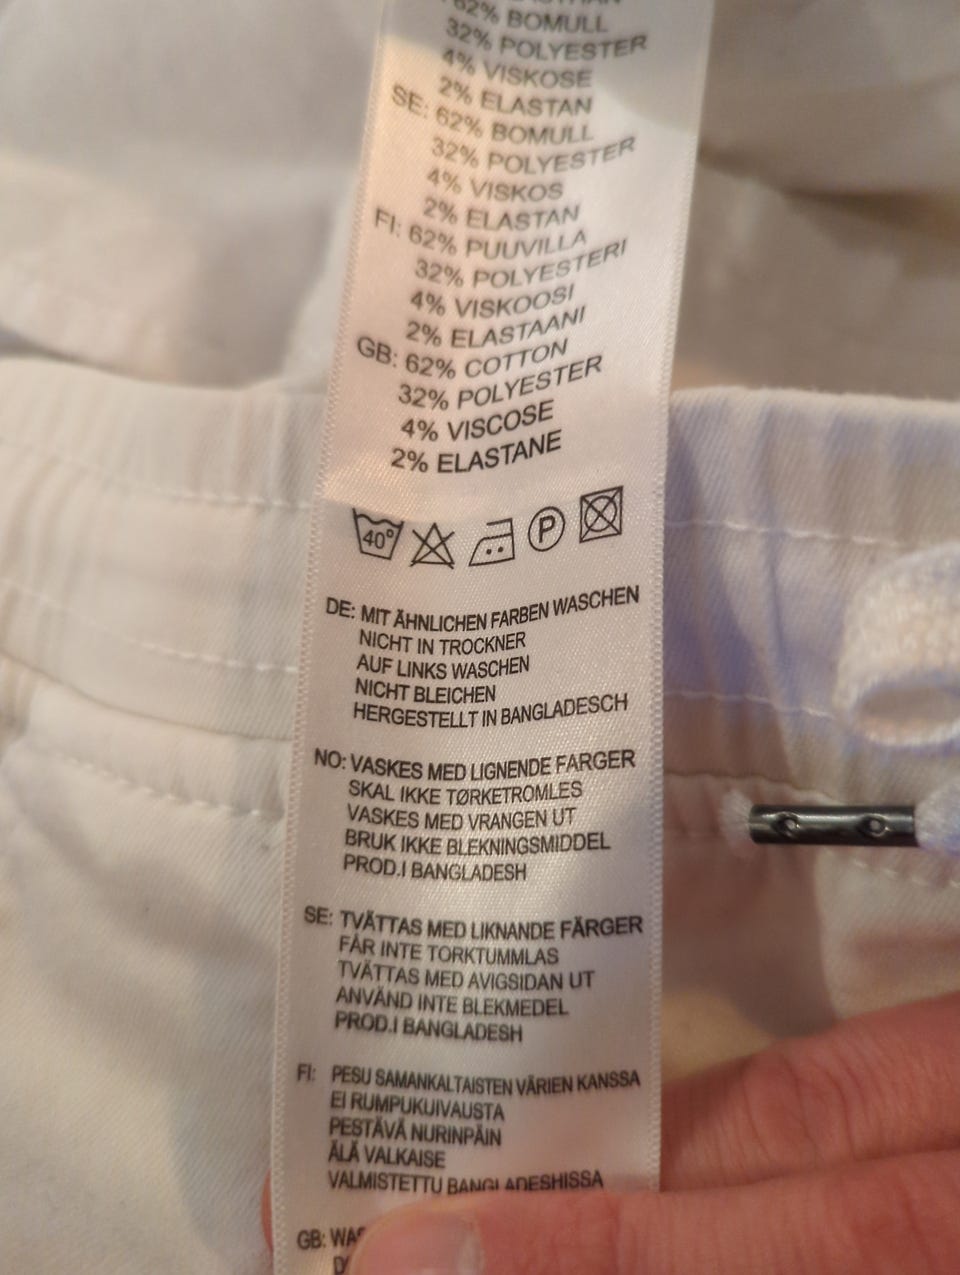 62% BOMULL
32% POLYESTER
4% VISKOSE
2% ELASTAN
SE: 62% BOMULL
32% POLYESTER
4% VISKOS
2% ELASTAN
FI: 62% PUUVILLA
32% POLYESTERI
4% VISKOOSI
2% ELASTAANI
GB: 62% COTTON
32% POLYESTER
4% VISCOSE
2% ELASTANE
40° P
DE: MIT ÄHNLICHEN FARBEN WASCHEN
NICHT IN TROCKNER
AUF LINKS WASCHEN
NICHT BLEICHEN
HERGESTELLT IN BANGLADESCH
NO: VASKES MED LIGNENDE FARGER
SKAL IKKE TØRKETROMLES
VASKES MED VRANGEN UT
BRUK IKKE BLEKNINGSMIDDEL
PROD.I BANGLADESH
SE: TVÄTTAS MED LIKNANDE FÄRGER
FÅR INTE TORKTUMMLAS
TVÄTTAS MED AVIGSIDAN UT
ANVÄND INTE BLEKMEDEL
PROD.I BANGLADESH
FI: PESU SAMANKALTAISTEN VÄRIEN KANSSA
EI RUMPUKUIVAUSTA
PESTÄVÄ NURINPÄIN
ÄLÄ VALKAISE
VALMISTETTU BANGLADESHISSA
GB: